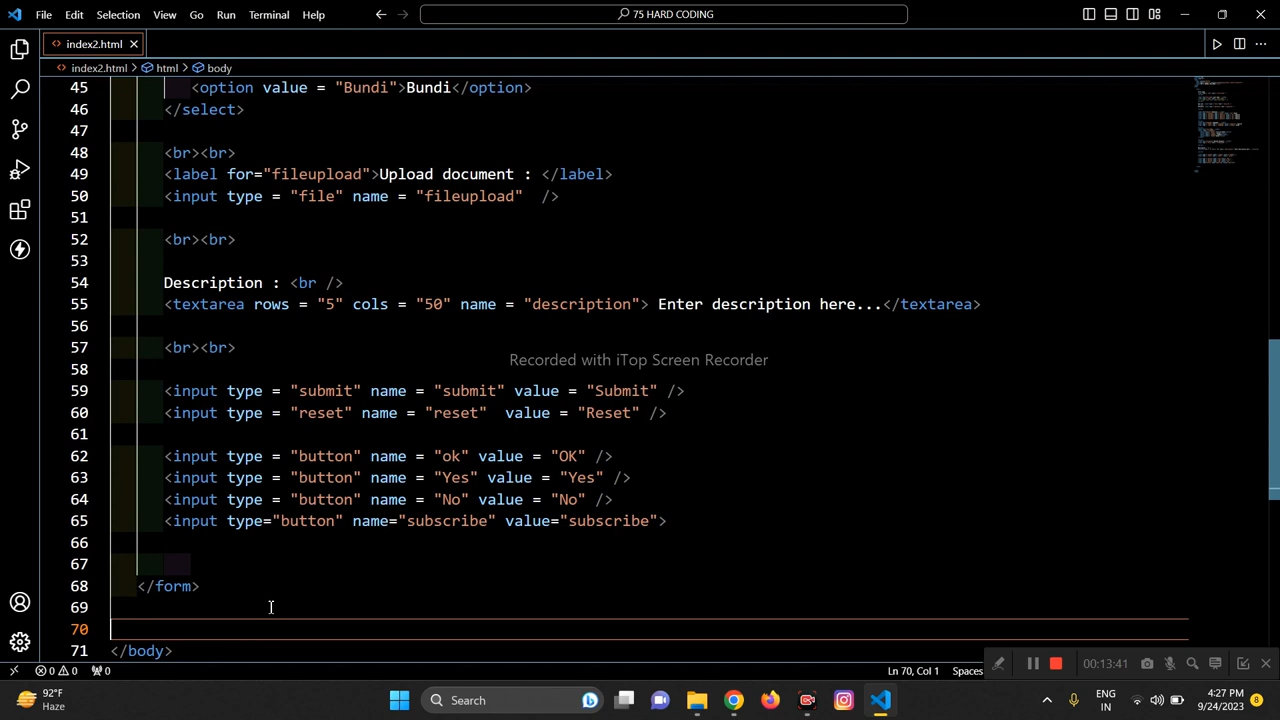 File Edit Selection View Go Run Terminal Help
75 HARD CODING
index2.html
index2.html > html > body
45 <option value = "Bundi">Bundi</option>
46 </select>
47
48 <br><br>
49 <label for="fileupload">Upload document : </label>
50 <input type = "file" name = "fileupload"  />
51
52 <br><br>
53
54 Description : <br />
55 <textarea rows = "5" cols = "50" name = "description"> Enter description here...</textarea>
56
57 <br><br>
Recorded with iTop Screen Recorder
58
59 <input type = "submit" name = "submit" value = "Submit" />
60 <input type = "reset" name = "reset"  value = "Reset" />
61
62 <input type = "button" name = "ok" value = "OK" />
63 <input type = "button" name = "Yes" value = "Yes" />
64 <input type = "button" name = "No" value = "No" />
65 <input type="button" name="subscribe" value="subscribe">
66
67
68 </form>
69
70
71 </body>
0 0 0 Ln 70, Col 1 Spaces
00:13:41
92°F
Haze
Search
ENG
IN
4:27 PM
9/24/2023
8